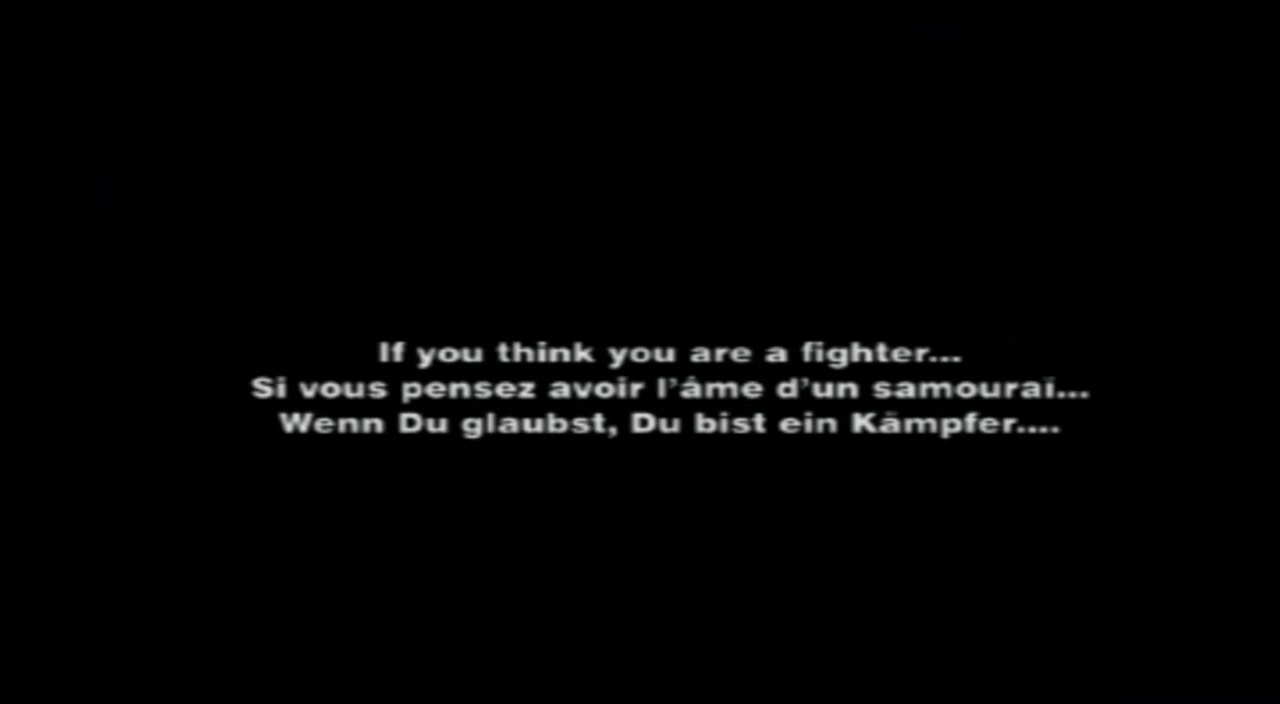 If you think you are a fighter...
Si vous pensez avoir l'âme d'un samouraï...
Wenn Du glaubst, Du bist ein Kämpfer....